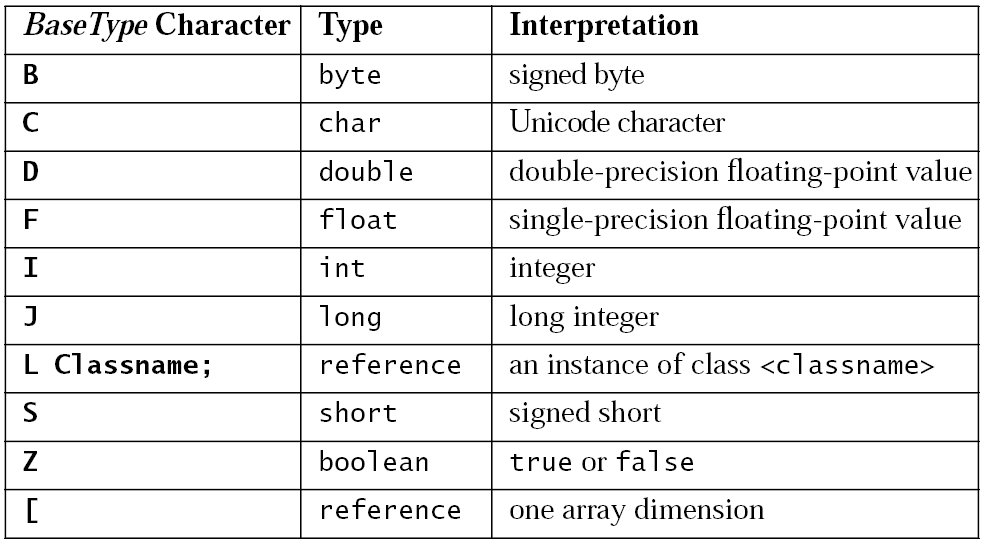 BaseType Character Type Interpretation
B byte signed byte
C char Unicode character
D double double-precision floating-point value
F float single-precision floating-point value
I int integer
J long long integer
L Classname; reference an instance of class <classname>
S short signed short
Z boolean true or false
[ reference one array dimension